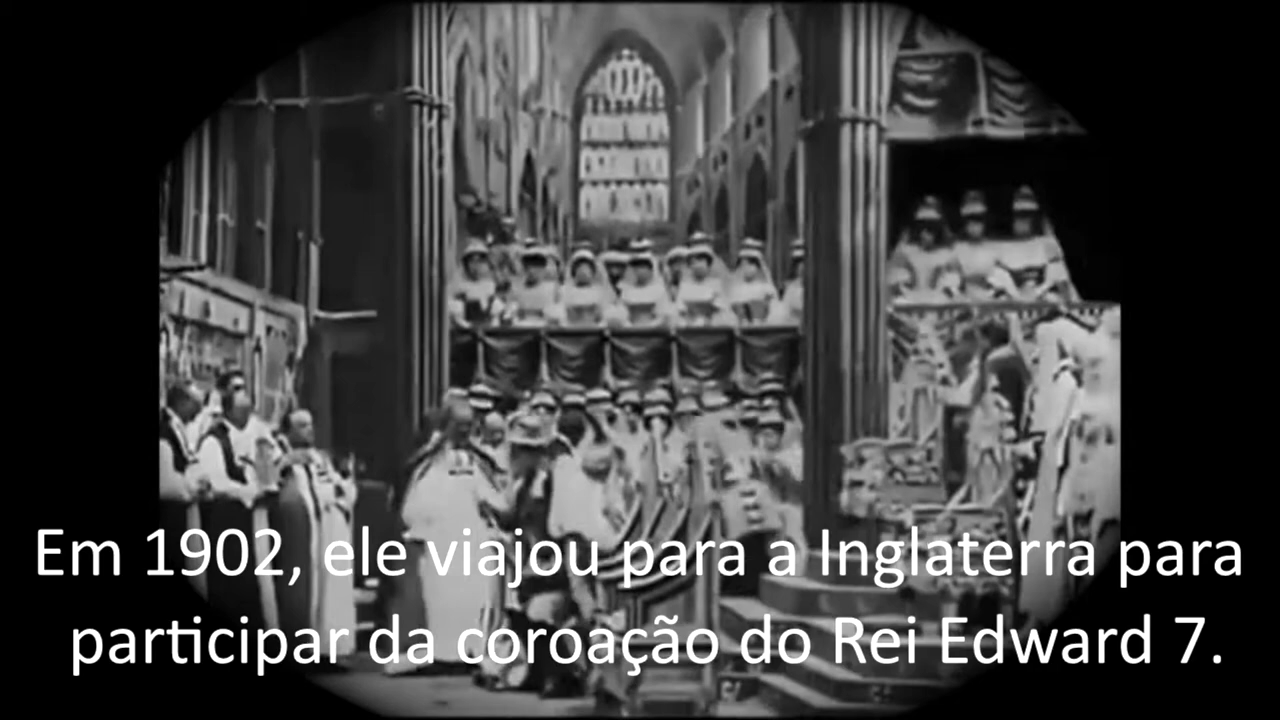 Em 1902, ele viajou para a Inglaterra para
participar da coroação do Rei Edward 7.